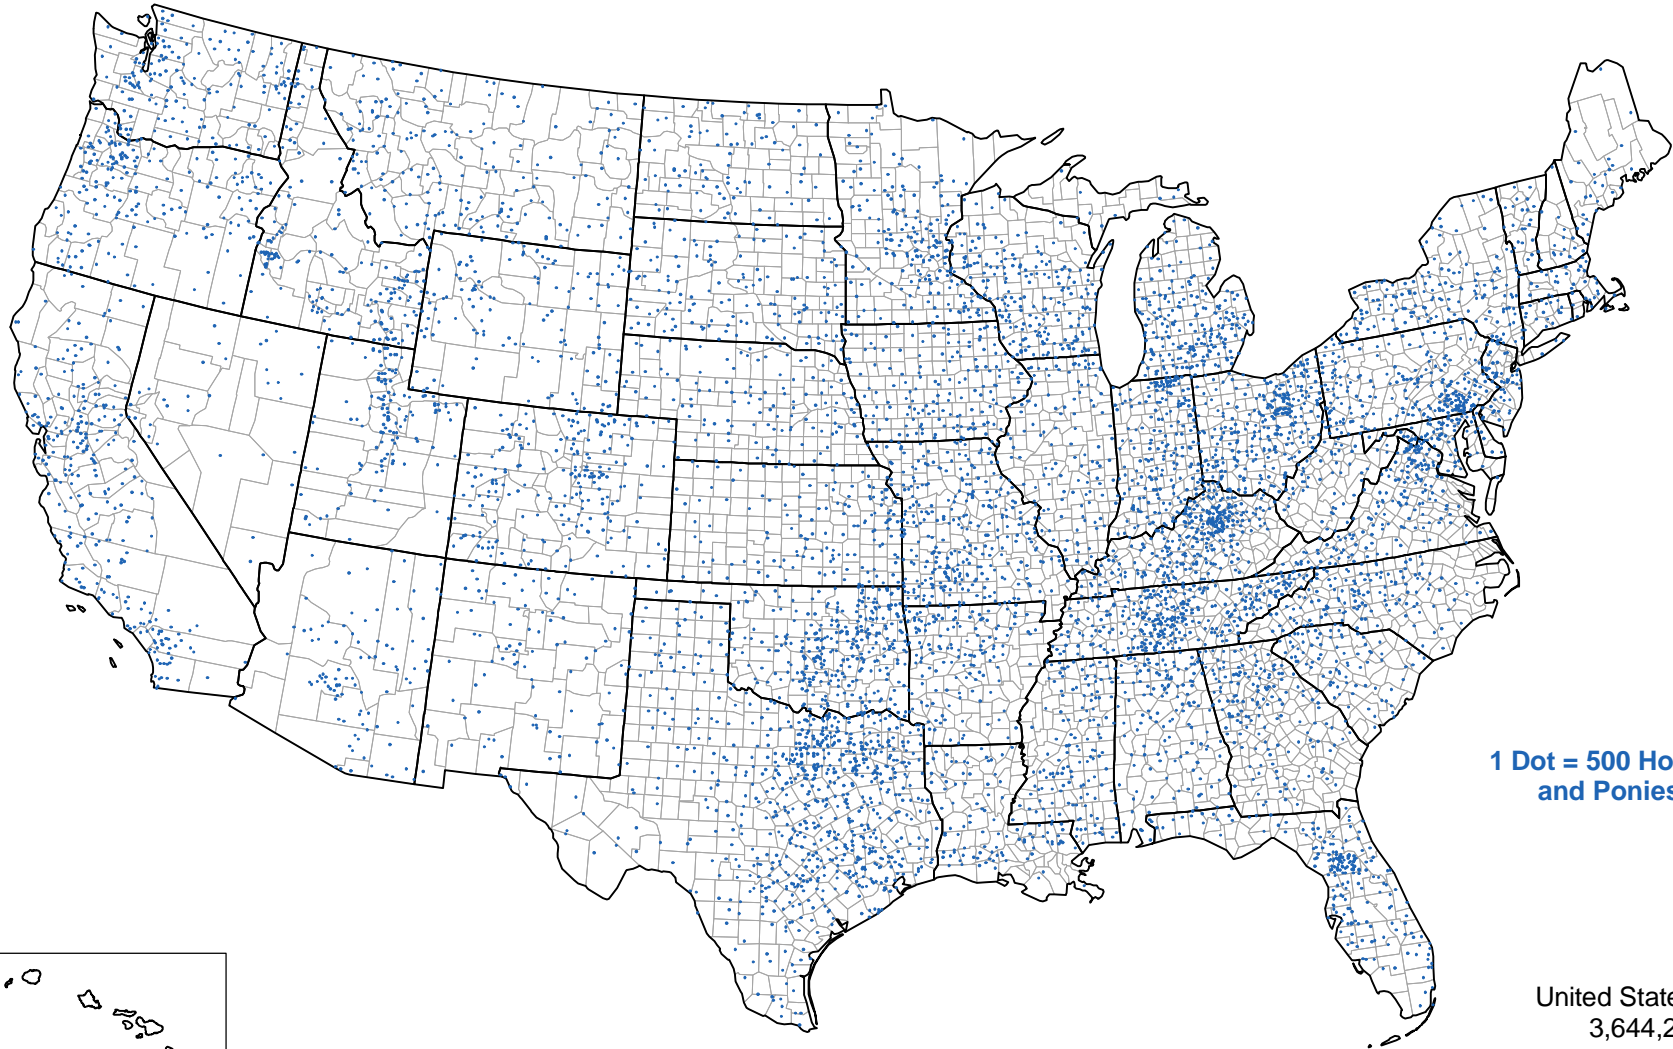 1 Dot = 500 Ho
and Ponies
United State
3,644,2